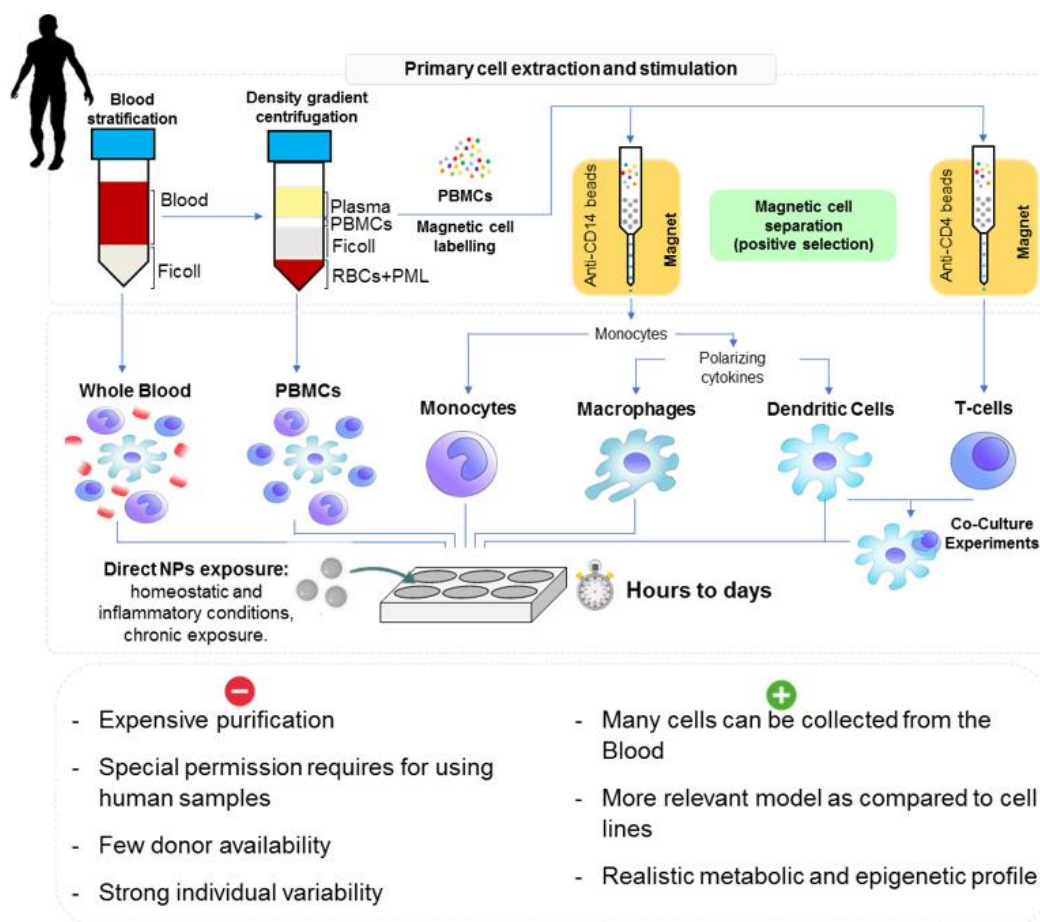 Primary cell extraction and stimulation
Blood
stratification
Density gradient
centrifugation
Blood
Ficoll
Plasma
PBMCs
Ficoll
RBCs+PML
PBMCs
Magnetic cell
labelling
Anti-CD14 beads
Magnet
Magnetic cell
separation
(positive selection)
Anti-CD4 beads
Magnet
Monocytes
Polarizing
cytokines
Whole Blood
PBMCs
Monocytes
Macrophages
Dendritic Cells
T-cells
Co-Culture
Experiments
Direct NPs exposure:
homeostatic and
inflammatory conditions,
chronic exposure.
Hours to days
- Expensive purification
- Special permission requires for using
human samples
- Few donor availability
- Strong individual variability
- Many cells can be collected from the
Blood
- More relevant model as compared to cell
lines
- Realistic metabolic and epigenetic profile